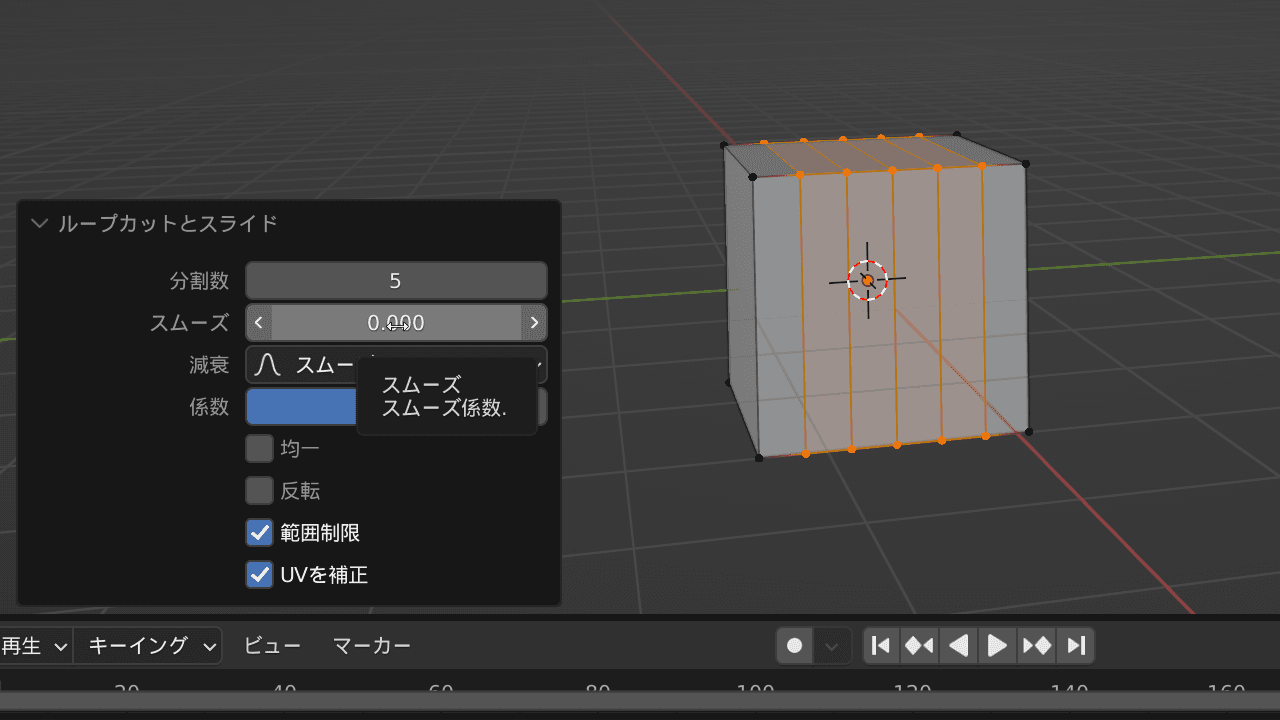 ループカットとスライド
分割数 5
スムーズ 0.000
減衰 スムー
係数
スムーズ
スムーズ係数.
均一
反転
範囲制限
UVを補正
再生 キーイング ビュー マーカー
20 40 60 80 100 120 140 160